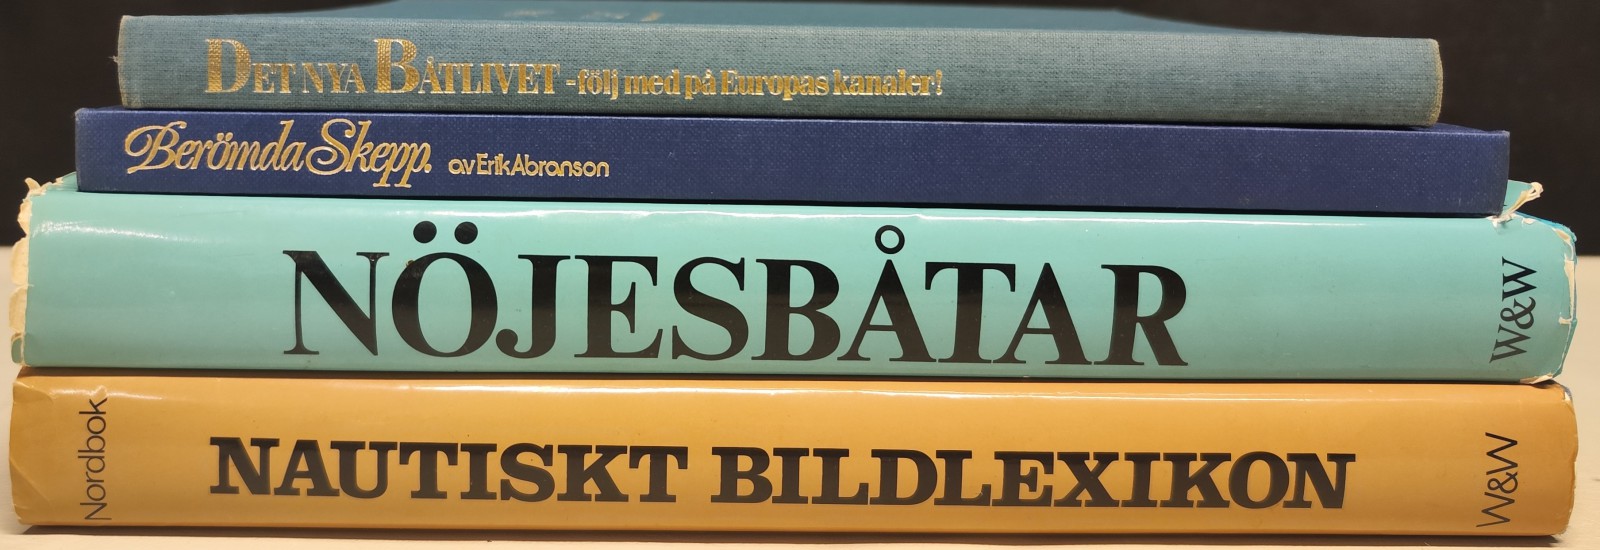 DET NYA BÅTLIVET - följ med på Europas kanaler!
Berömda Skepp. av Erik Abranson
NÖJESBÅTAR W&W
Nordbok NAUTISKT BILDLEXIKON W&W